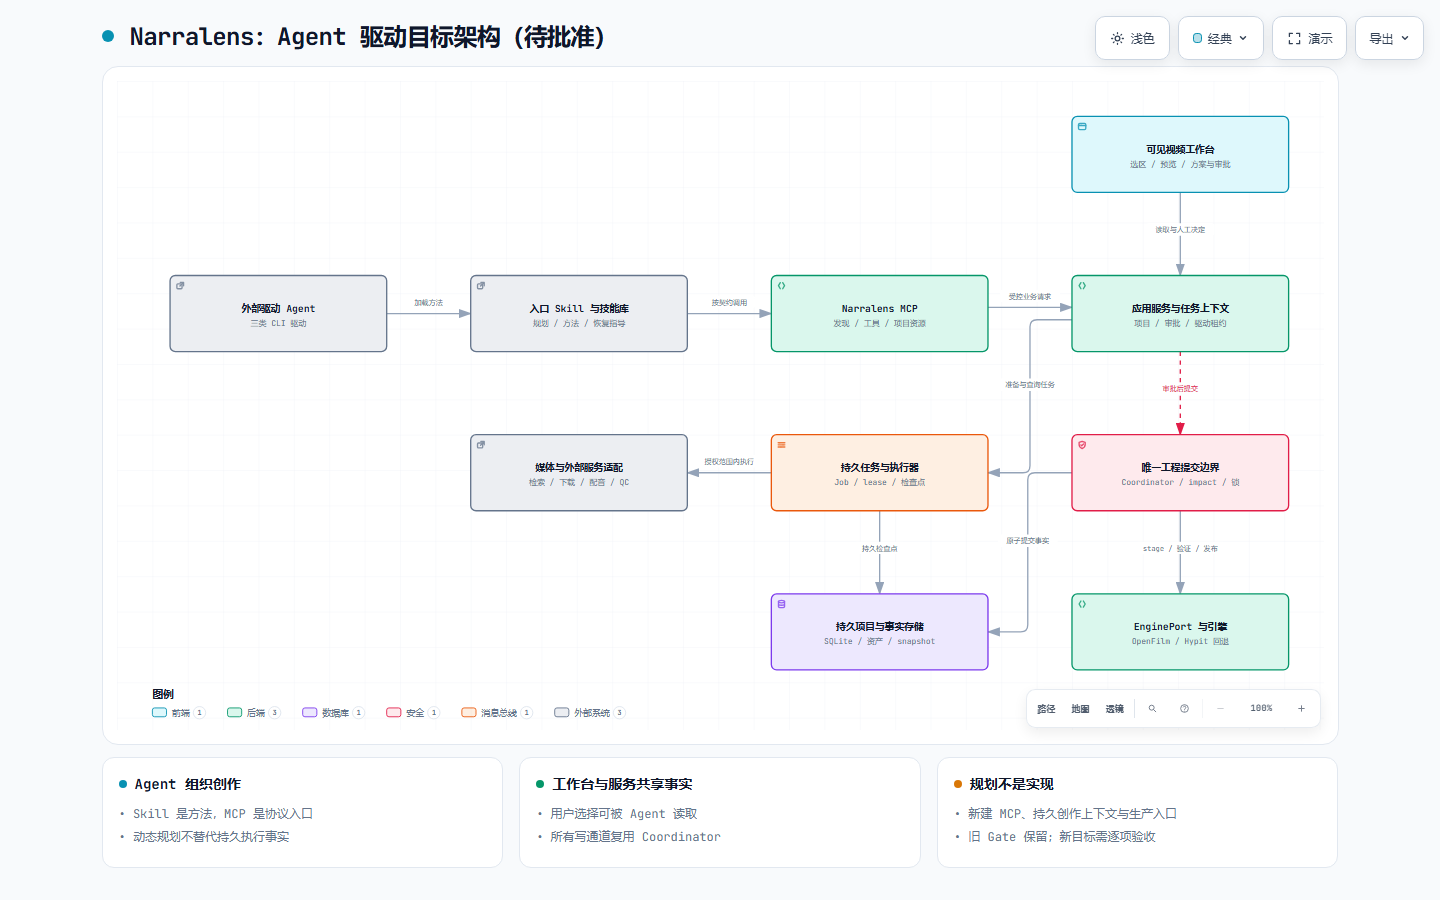 Narralens: Agent 驱动目标架构（待批准）
浅色
经典
演示
导出
可见视频工作台
选区 / 预览 / 方案与审批
读取与人工决定
外部驱动 Agent
三类 CLI 驱动
加载方法
入口 Skill 与技能库
规划 / 方法 / 恢复指导
按契约调用
Narralens MCP
发现 / 工具 / 项目资源
受控业务请求
应用服务与任务上下文
项目 / 审批 / 驱动租约
准备与查询任务
审批后提交
媒体与外部服务适配
检索 / 下载 / 配音 / QC
授权范围内执行
持久任务与执行器
Job / lease / 检查点
唯一工程提交边界
Coordinator / impact / 锁
持久检查点
原子提交事实
stage / 验证 / 发布
持久项目与事实存储
SQLite / 资产 / snapshot
EnginePort 与引擎
OpenFilm / Hypit 回退
图例
前端 1
后端 3
数据库 1
安全 1
消息总线 1
外部系统 3
路径
地图
透镜
100%
Agent 组织创作
• Skill 是方法，MCP 是协议入口
• 动态规划不替代持久执行事实
工作台与服务共享事实
• 用户选择可被 Agent 读取
• 所有写通道复用 Coordinator
规划不是实现
• 新建 MCP、持久创作上下文与生产入口
• 旧 Gate 保留；新目标需逐项验收